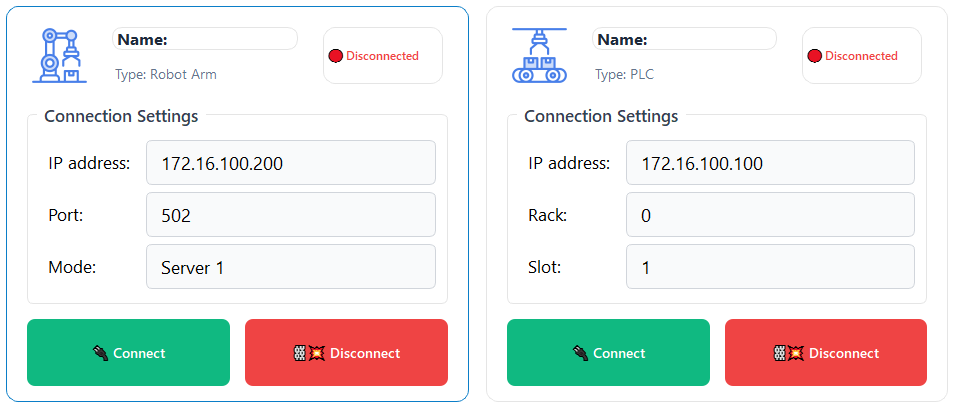 Name:
Type: Robot Arm
Disconnected
Connection Settings
IP address: 172.16.100.200
Port: 502
Mode: Server 1
Connect Disconnect
Name:
Type: PLC
Disconnected
Connection Settings
IP address: 172.16.100.100
Rack: 0
Slot: 1
Connect Disconnect